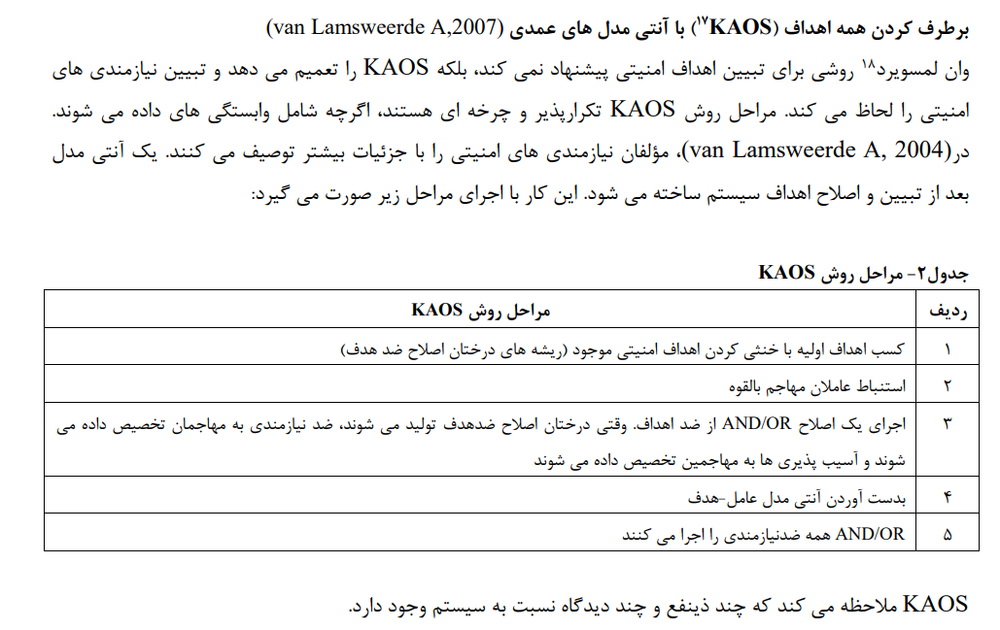 برطرف کردن همه اهداف (KAOS۱۷) با آنتی مدل های عمدی (van Lamsweerde A,2007)
وان لمسویرد۱۸ روشی برای تبیین اهداف امنیتی پیشنهاد نمی کند، بلکه KAOS را تعمیم می دهد و تبیین نیازمندی های
امنیتی را لحاظ می کند. مراحل روش KAOS تکرارپذیر و چرخه ای هستند، اگرچه شامل وابستگی های داده می شوند.
در(van Lamsweerde A, 2004)، مؤلفان نیازمندی های امنیتی را با جزئیات بیشتر توصیف می کنند. یک آنتی مدل
بعد از تبیین و اصلاح اهداف سیستم ساخته می شود. این کار با اجرای مراحل زیر صورت می گیرد:
جدول۲- مراحل روش KAOS
ردیف مراحل روش KAOS
۱ کسب اهداف اولیه با خنثی کردن اهداف امنیتی موجود (ریشه های درختان اصلاح ضد هدف)
۲ استنباط عاملان مهاجم بالقوه
۳ اجرای یک اصلاح AND/OR از ضد اهداف. وقتی درختان اصلاح ضدهدف تولید می شوند، ضد نیازمندی به مهاجمان تخصیص داده می
شوند و آسیب پذیری ها به مهاجمین تخصیص داده می شوند
۴ بدست آوردن آنتی مدل عامل-هدف
۵ AND/OR همه ضدنیازمندی را اجرا می کنند
KAOS ملاحظه می کند که چند ذینفع و چند دیدگاه نسبت به سیستم وجود دارد.